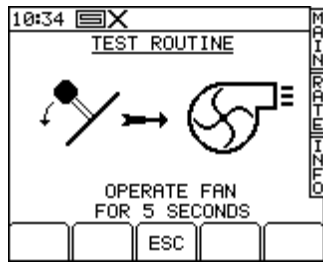 10:34
TEST ROUTINE
MAIN
RATE
INFO
OPERATE FAN
FOR 5 SECONDS
ESC